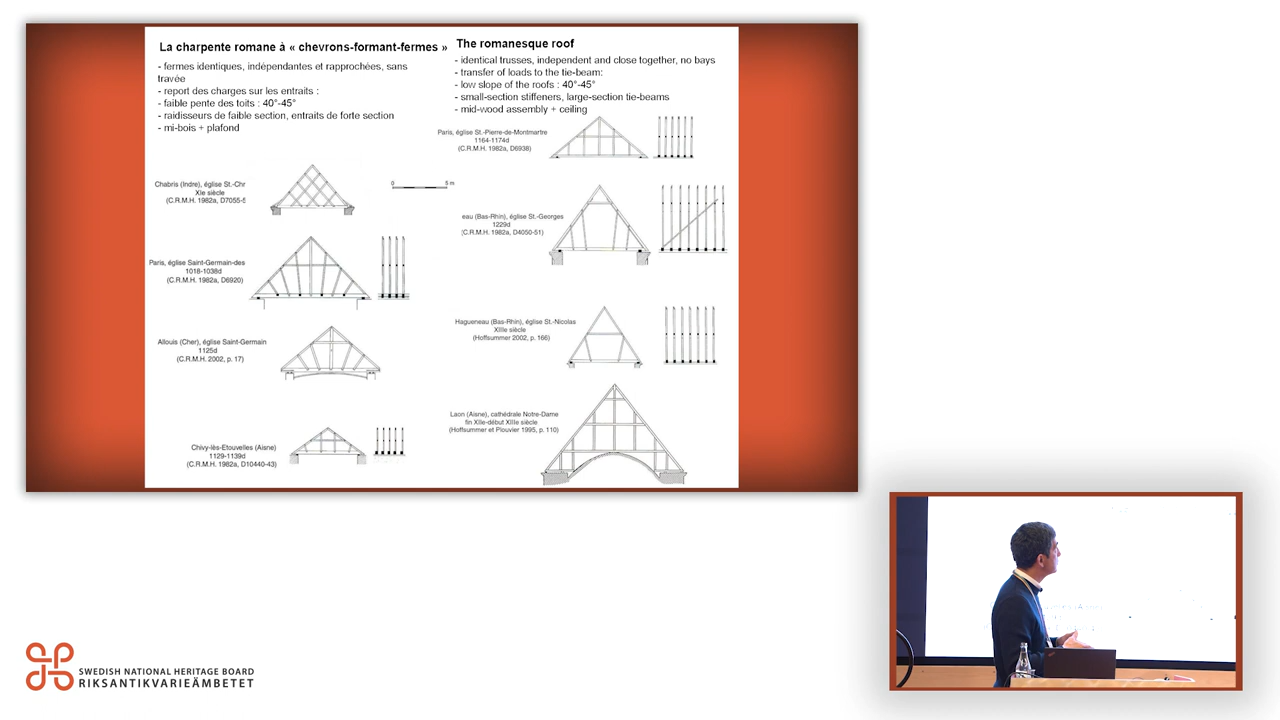 La charpente romane à « chevrons-formant-fermes »
- fermes identiques, indépendantes et rapprochées, sans
travée
- report des charges sur les entraits :
- faible pente des toits : 40°-45°
- raidisseurs de faible section, entraits de forte section
- mi-bois + plafond
The romanesque roof
- identical trusses, independent and close together, no bays
- transfer of loads to the tie-beam:
- low slope of the roofs : 40°-45°
- small-section stiffeners, large-section tie-beams
- mid-wood assembly + ceiling
Chabris (Indre), église St.-Chr
XIe siècle
(C.R.M.H. 1982a, D7055-5
0 5 m
Paris, église Saint-Germain-des
1018-1038d
(C.R.M.H. 1982a, D6920)
Allouis (Cher), église Saint-Germain
1125d
(C.R.M.H. 2002, p. 17)
Chivy-lès-Etouvelles (Aisne)
1129-1139d
(C.R.M.H. 1982a, D10440-43)
Paris, église St.-Pierre-de-Montmartre
1164-1174d
(C.R.M.H. 1982a, D6938)
eau (Bas-Rhin), église St.-Georges
1229d
(C.R.M.H. 1982a, D4050-51)
Hagueneau (Bas-Rhin), église St.-Nicolas
XIIIe siècle
(Hoffsummer 2002, p. 166)
Laon (Aisne), cathédrale Notre-Dame
fin XIIe-début XIIIe siècle
(Hoffsummer et Plouvier 1995, p. 110)
SWEDISH NATIONAL HERITAGE BOARD
RIKSANTIKVARIEÄMBETET